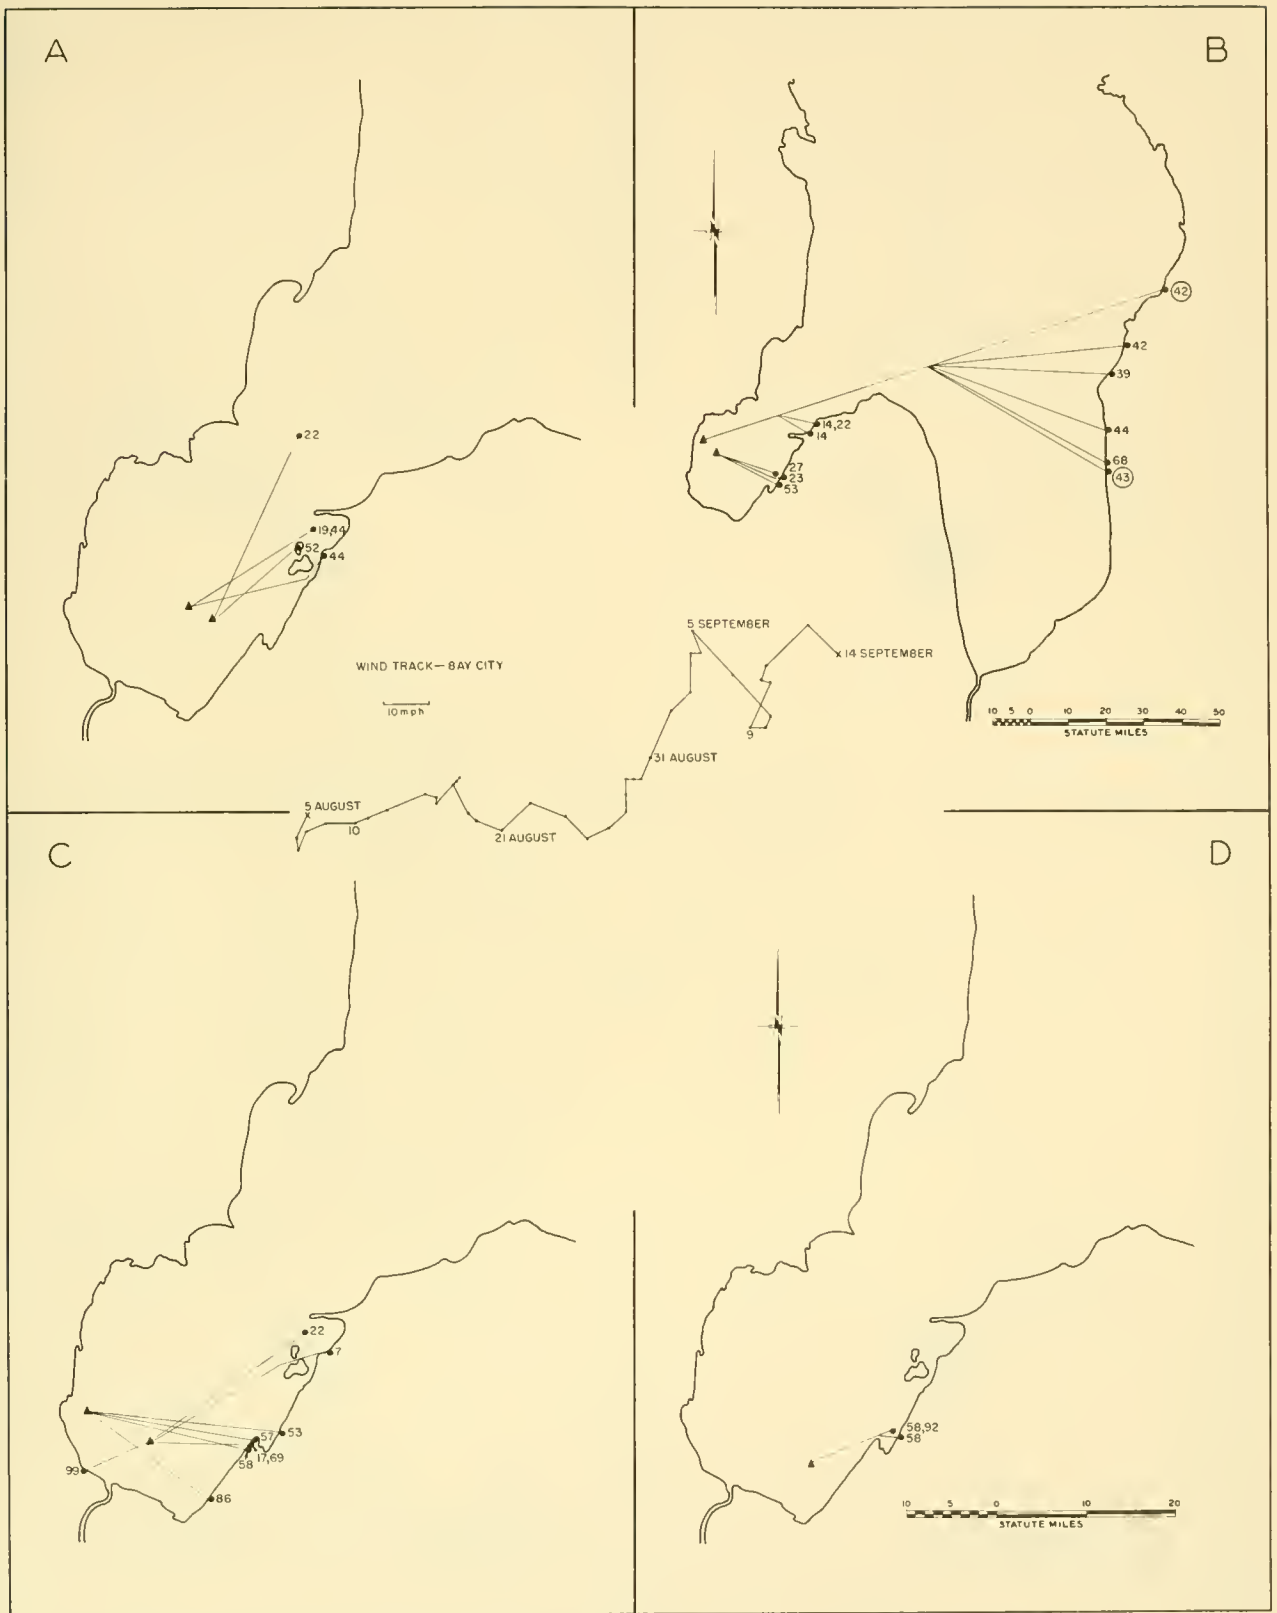 A
22
19,44
52
44
B
N
42
42
39
44
68
43
14,22
14
27
23
53
10 5 0 10 20 30 40 50
STATUTE MILES
WIND TRACK—BAY CITY
10 mph
5 AUGUST
10
21 AUGUST
31 AUGUST
5 SEPTEMBER
9
14 SEPTEMBER
C
22
7
53
57
17,69
58
99
86
D
N
58,92
58
10 5 0 10 20
STATUTE MILES